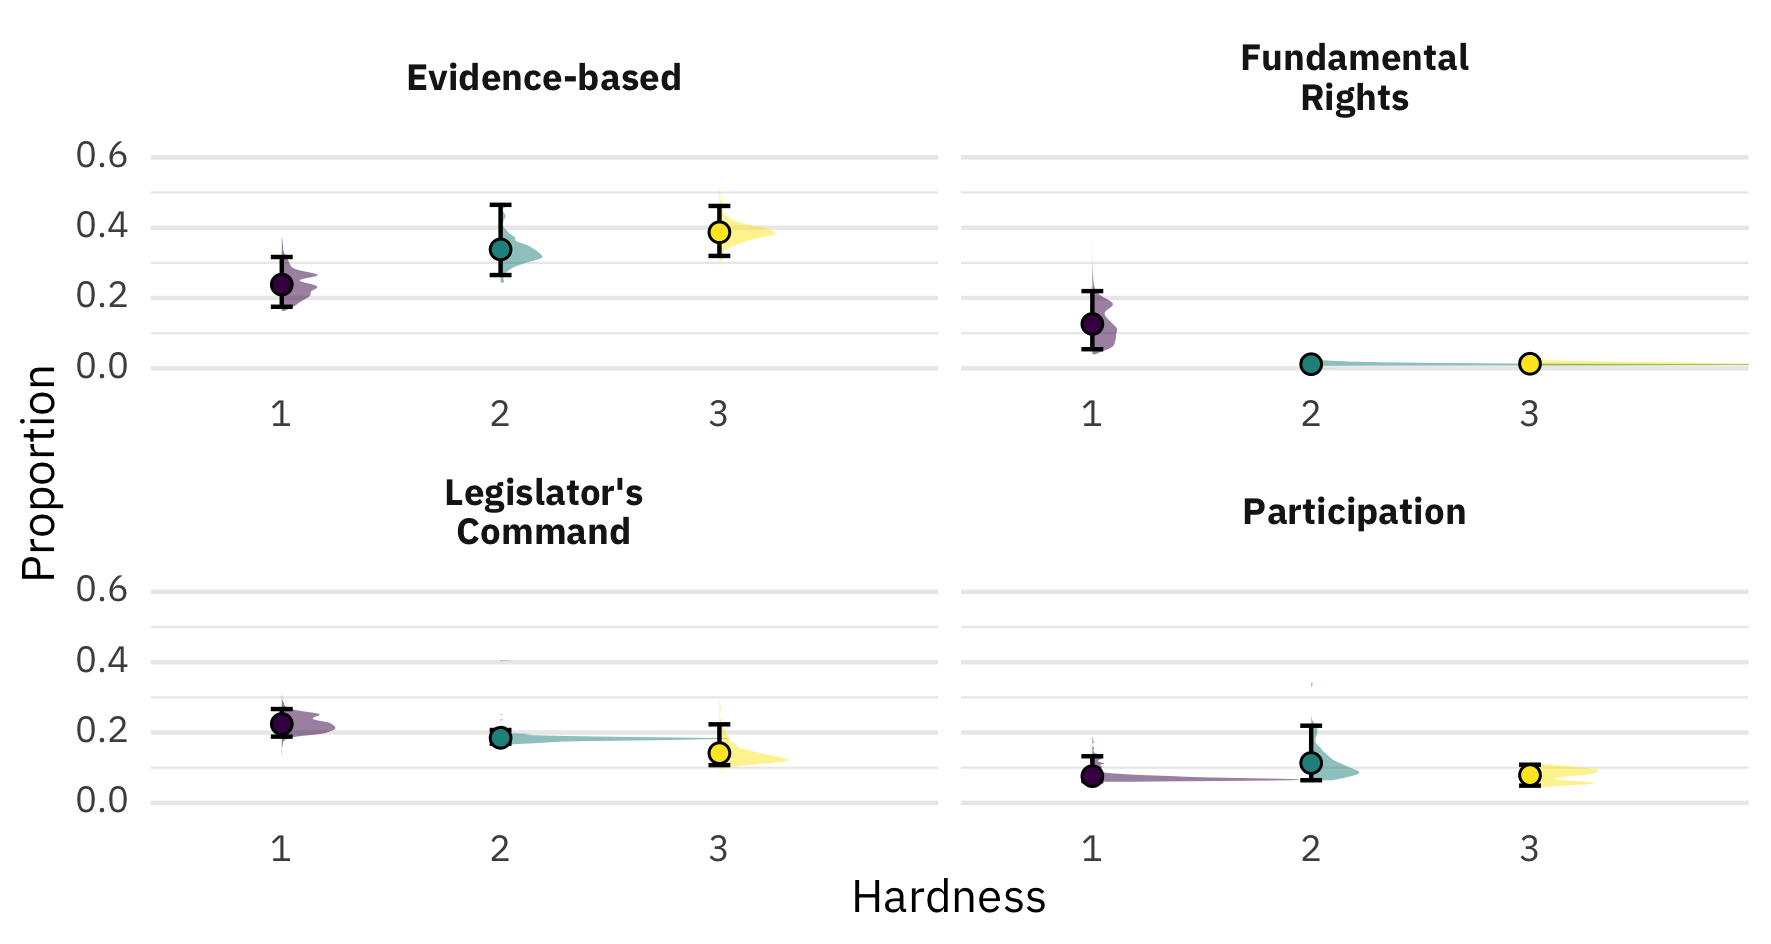 Evidence-based
Fundamental
Rights
0.6
0.4
0.2
0.0
1 2 3
1 2 3
Legislator's
Command
Participation
0.6
0.4
0.2
0.0
1 2 3
1 2 3
Proportion
Hardness